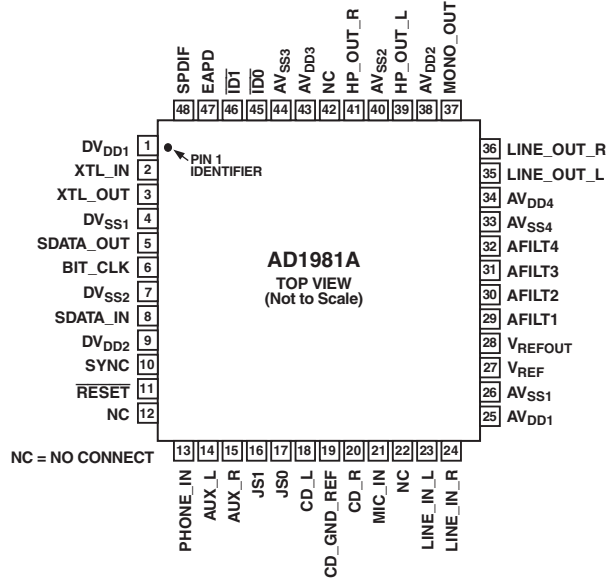 SPDIF
EAPD
ID1
ID0
AVSS3
AVDD3
NC
HP_OUT_R
AVSS2
HP_OUT_L
AVDD2
MONO_OUT
48 47 46 45 44 43 42 41 40 39 38 37
DVDD1 1
XTL_IN 2
XTL_OUT 3
DVSS1 4
SDATA_OUT 5
BIT_CLK 6
DVSS2 7
SDATA_IN 8
DVDD2 9
SYNC 10
RESET 11
NC 12
PIN 1
IDENTIFIER
AD1981A
TOP VIEW
(Not to Scale)
36 LINE_OUT_R
35 LINE_OUT_L
34 AVDD4
33 AVSS4
32 AFILT4
31 AFILT3
30 AFILT2
29 AFILT1
28 VREFOUT
27 VREF
26 AVSS1
25 AVDD1
NC = NO CONNECT
13 14 15 16 17 18 19 20 21 22 23 24
PHONE_IN
AUX_L
AUX_R
JS1
JS0
CD_L
CD_GND_REF
CD_R
MIC_IN
NC
LINE_IN_L
LINE_IN_R